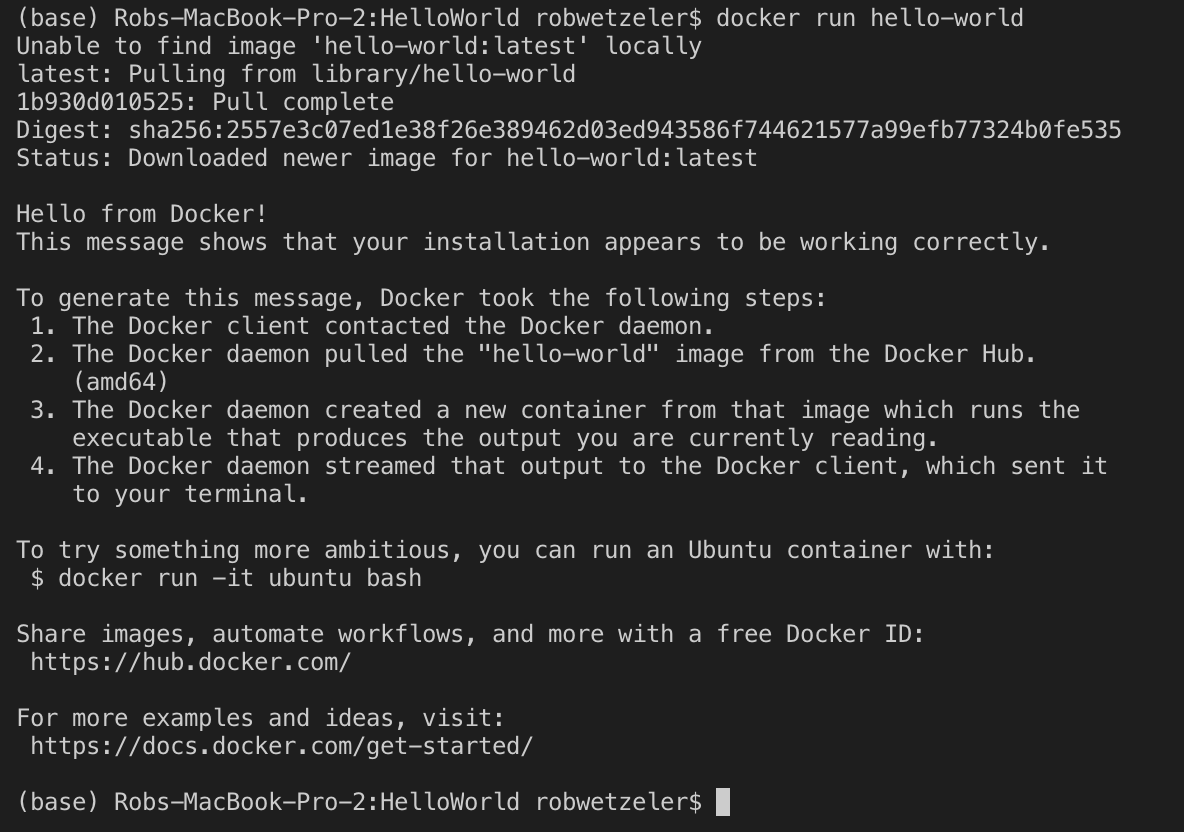 (base) Robs-MacBook-Pro-2:HelloWorld robwetzeler$ docker run hello-world
Unable to find image 'hello-world:latest' locally
latest: Pulling from library/hello-world
1b930d010525: Pull complete
Digest: sha256:2557e3c07ed1e38f26e389462d03ed943586f744621577a99efb77324b0fe535
Status: Downloaded newer image for hello-world:latest

Hello from Docker!
This message shows that your installation appears to be working correctly.

To generate this message, Docker took the following steps:
 1. The Docker client contacted the Docker daemon.
 2. The Docker daemon pulled the "hello-world" image from the Docker Hub.
    (amd64)
 3. The Docker daemon created a new container from that image which runs the
    executable that produces the output you are currently reading.
 4. The Docker daemon streamed that output to the Docker client, which sent it
    to your terminal.

To try something more ambitious, you can run an Ubuntu container with:
 $ docker run -it ubuntu bash

Share images, automate workflows, and more with a free Docker ID:
 https://hub.docker.com/

For more examples and ideas, visit:
 https://docs.docker.com/get-started/

(base) Robs-MacBook-Pro-2:HelloWorld robwetzeler$